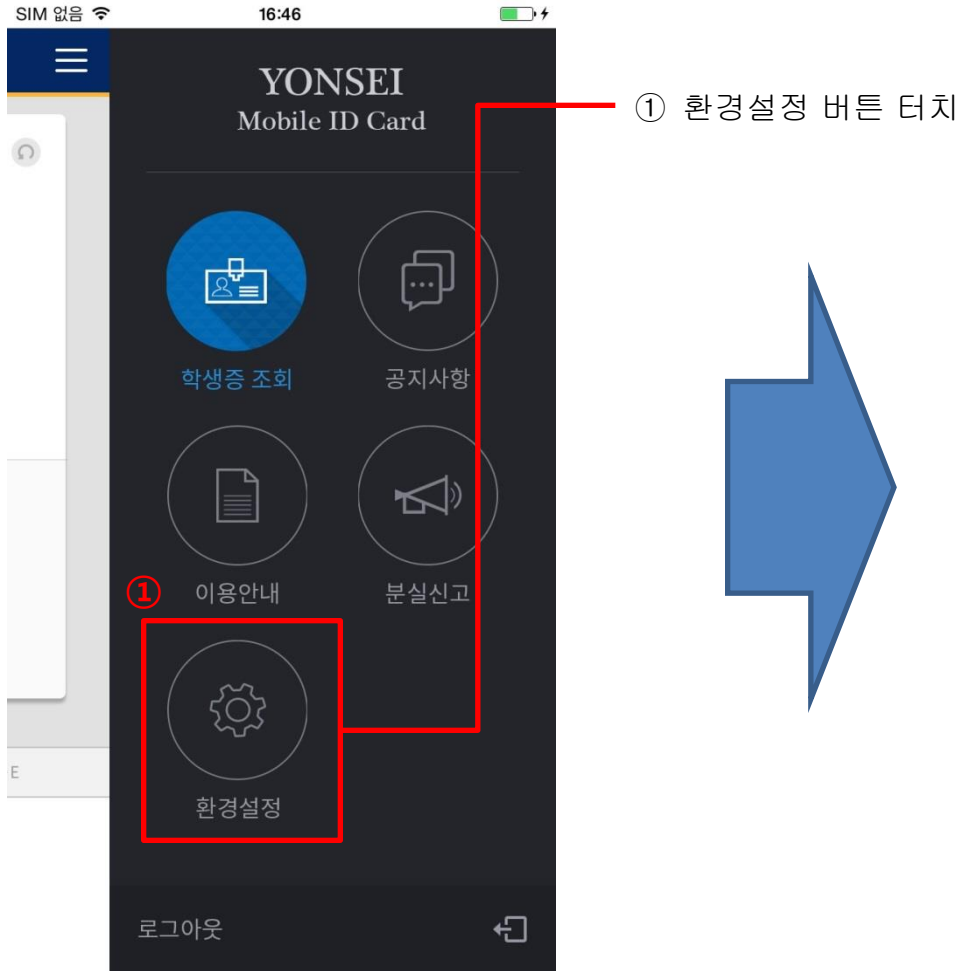 SIM 없음 16:46
YONSEI
Mobile ID Card
① 환경설정 버튼 터치
학생증 조회 공지사항
① 이용안내 분실신고
환경설정
E
로그아웃